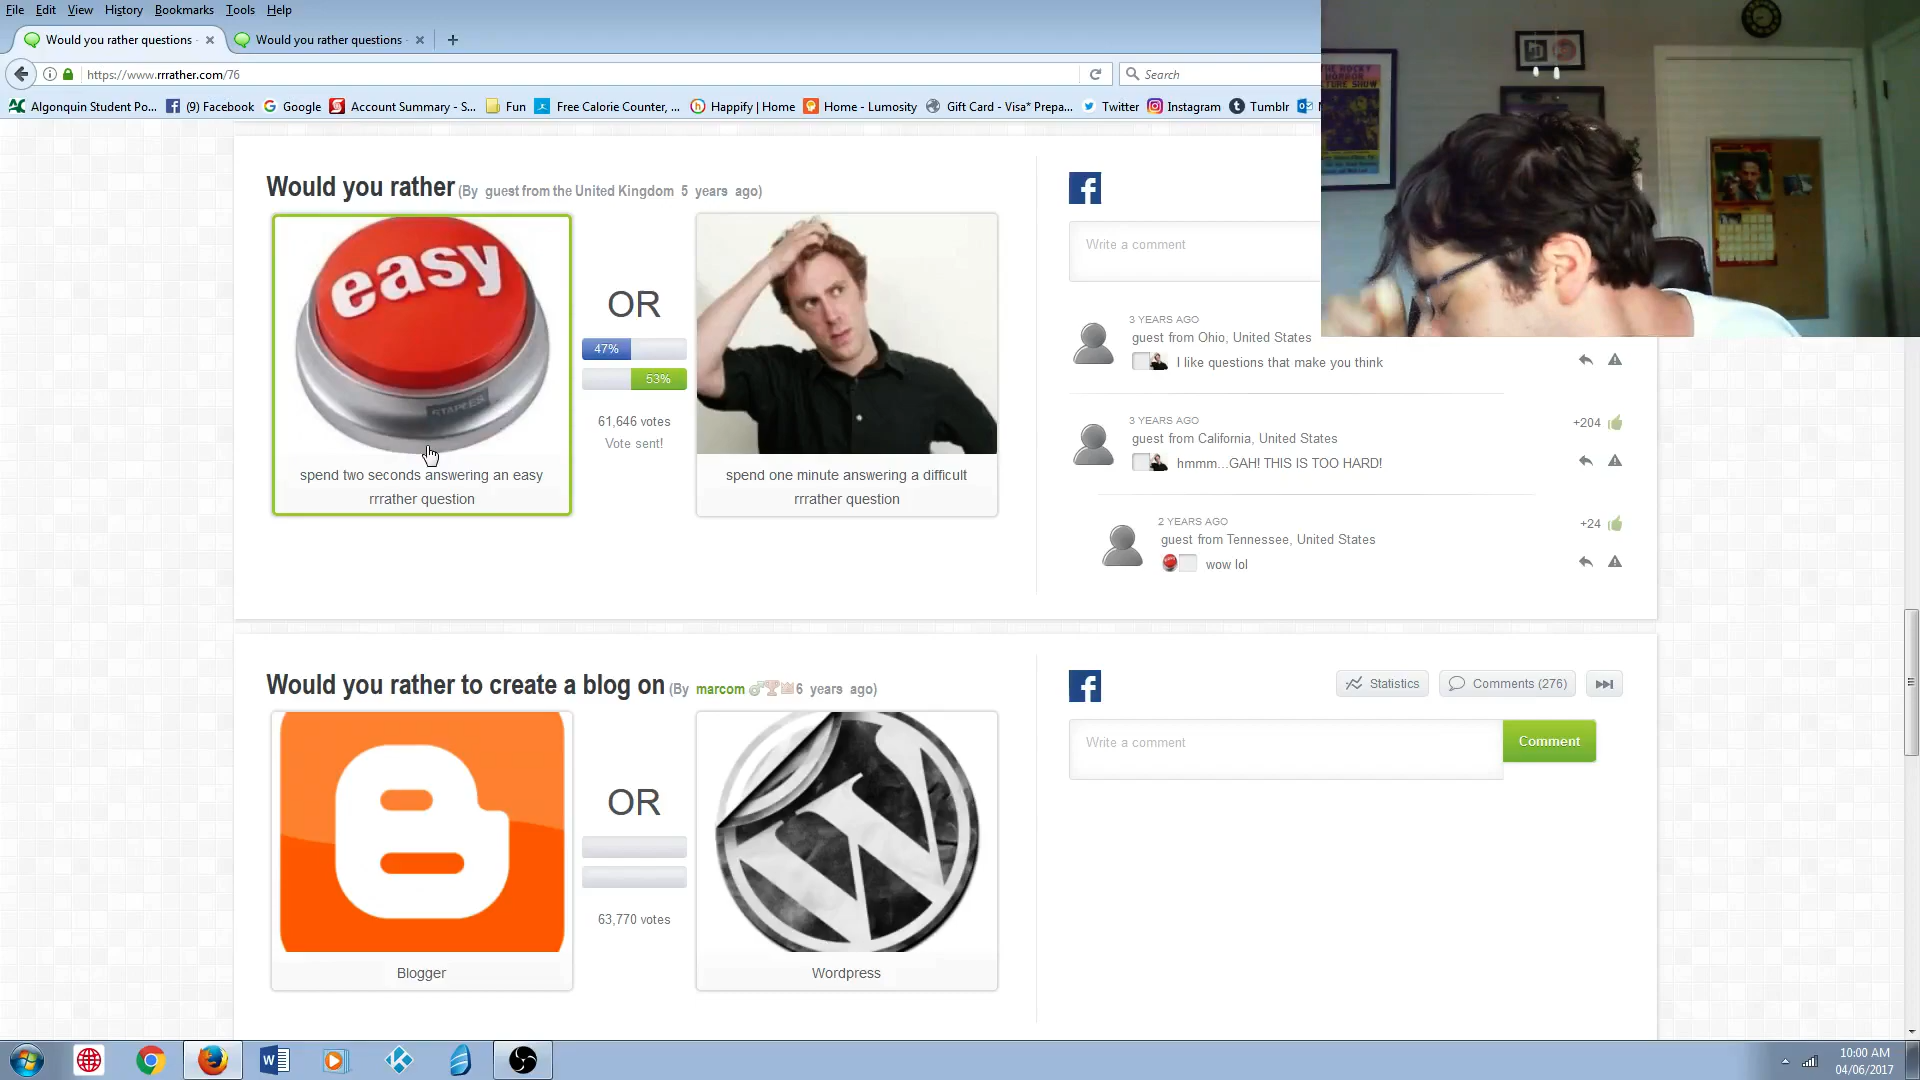 File Edit View History Bookmarks Tools Help
Would you rather questions - × Would you rather questions × +
https://www.rrrather.com/76
Search
Algonquin Student Po... (9) Facebook Google Account Summary - S... Fun Free Calorie Counter, ... Happify | Home Home - Lumosity Gift Card - Visa* Prepa... Twitter Instagram Tumblr
Would you rather (By guest from the United Kingdom 5 years ago)
easy
STAPLES
OR
47%
53%
61,646 votes
Vote sent!
spend two seconds answering an easy
rrrather question
spend one minute answering a difficult
rrrather question
Write a comment
3 YEARS AGO
guest from Ohio, United States
I like questions that make you think
3 YEARS AGO
+204
guest from California, United States
hmmm...GAH! THIS IS TOO HARD!
2 YEARS AGO
+24
guest from Tennessee, United States
wow lol
Would you rather to create a blog on (By marcom 6 years ago)
Statistics
Comments (276)
Write a comment
Comment
OR
63,770 votes
Blogger
Wordpress
10:00 AM
04/06/2017